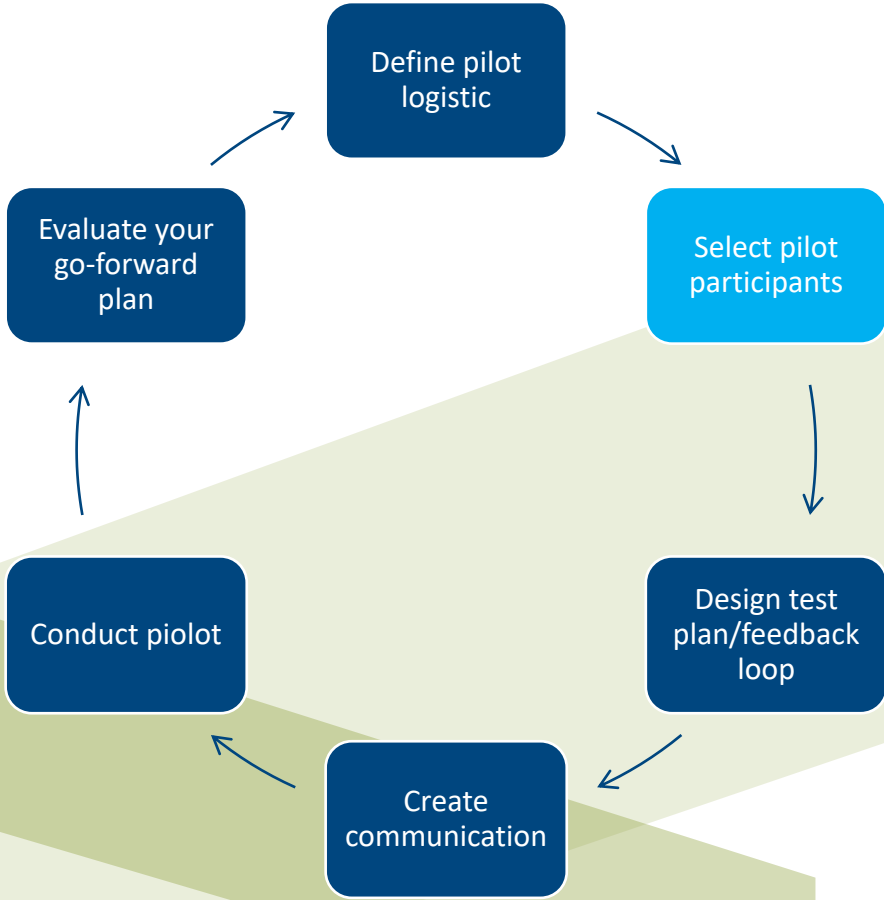 Define pilot
logistic
Select pilot
participants
Design test
plan/feedback
loop
Create
communication
Conduct piolot
Evaluate your
go-forward
plan